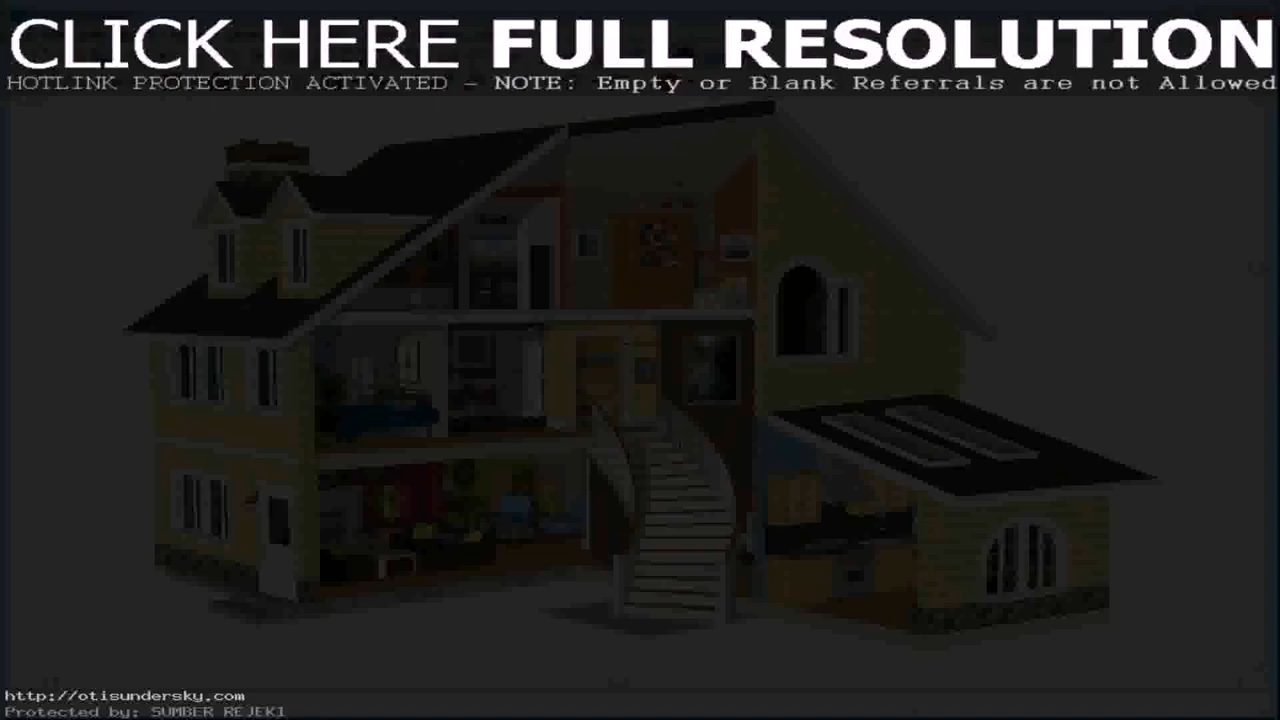 CLICK HERE FULL RESOLUTION
HOTLINK PROTECTION ACTIVATED - NOTE: Empty or Blank Referrals are not Allowed
http://otisundersky.com
Protected by: SUMBER REJEKI